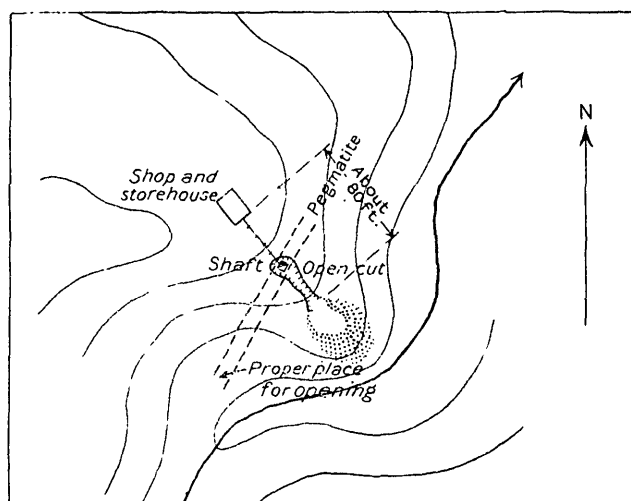 N
Pegmatite
About
80 ft.
Shop and
storehouse
Shaft
Open cut
Proper place
for opening